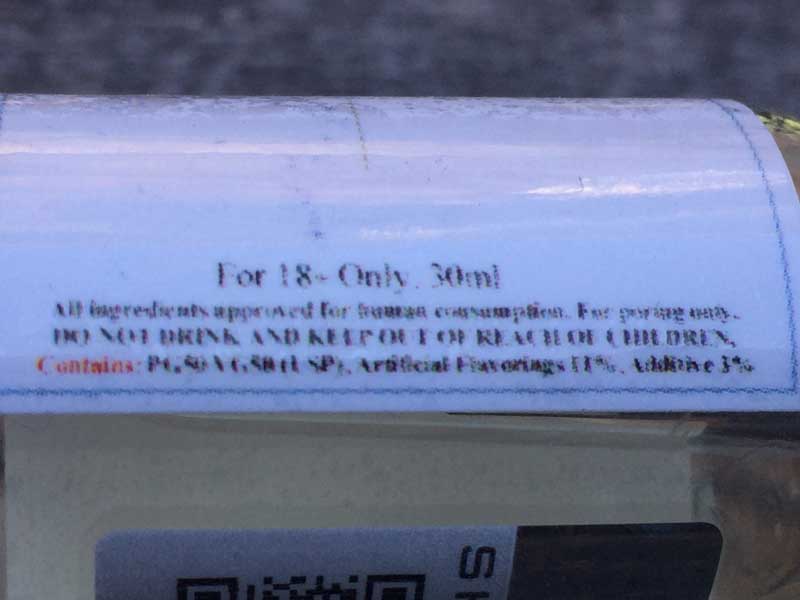 For 18+ Only. 30ml
All ingredients approved for human consumption. For only.
DO NOT DRINK AND KEEP OUT OF REACH OF CHILDREN.
Contains: PG50 VG50 (USP), Artificial Flavorings 11%, Additive 3%